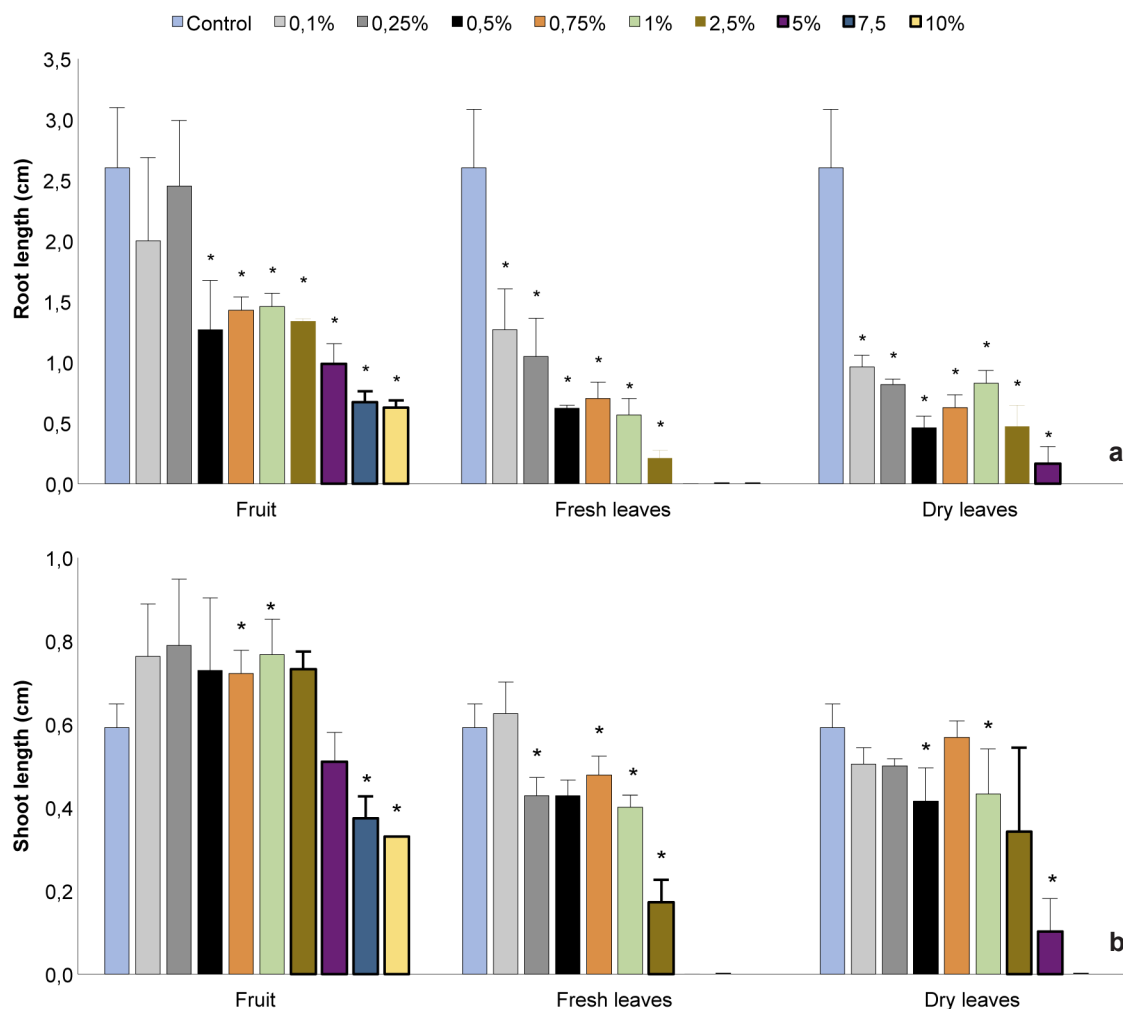 Control 0,1% 0,25% 0,5% 0,75% 1% 2,5% 5% 7,5 10%
3,5
3,0
2,5
2,0
1,5
1,0
0,5
0,0
Root length (cm)
* * * * * * *
* * * * * *
* * * * * * *
a
Fruit Fresh leaves Dry leaves
1,0
0,8
0,6
0,4
0,2
0,0
Shoot length (cm)
* * * *
* * * *
* * *
b
Fruit Fresh leaves Dry leaves